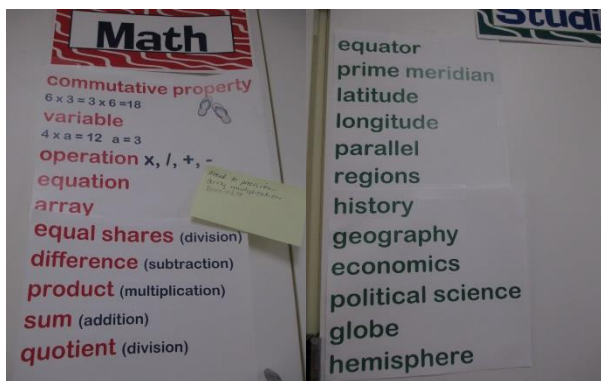 Math
commutative property
6 x 3 = 3 x 6 =18
variable
4 x a = 12 a = 3
operation x, /, +, -
equation
array
equal shares (division)
difference (subtraction)
product (multiplication)
sum (addition)
quotient (division)
array multiplication
Studi
equator
prime meridian
latitude
longitude
parallel
regions
history
geography
economics
political science
globe
hemisphere